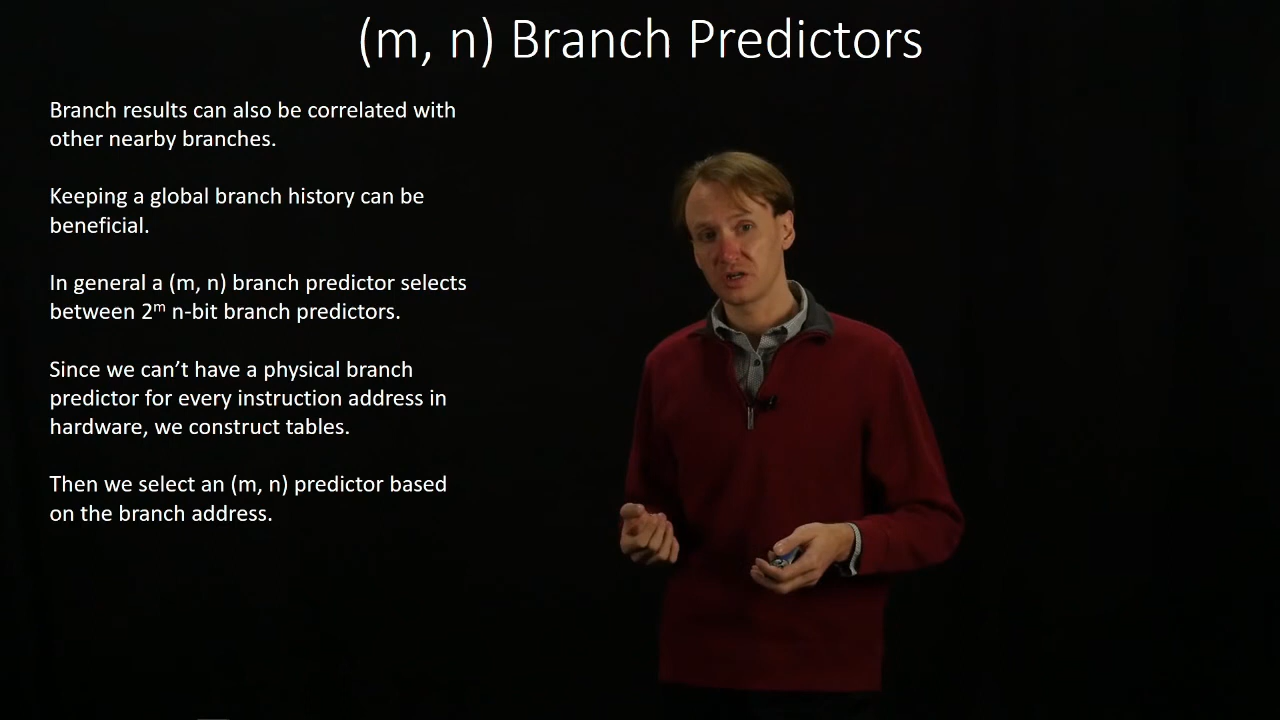 (m, n) Branch Predictors
Branch results can also be correlated with
other nearby branches.
Keeping a global branch history can be
beneficial.
In general a (m, n) branch predictor selects
between 2ᵐ n-bit branch predictors.
Since we can’t have a physical branch
predictor for every instruction address in
hardware, we construct tables.
Then we select an (m, n) predictor based
on the branch address.